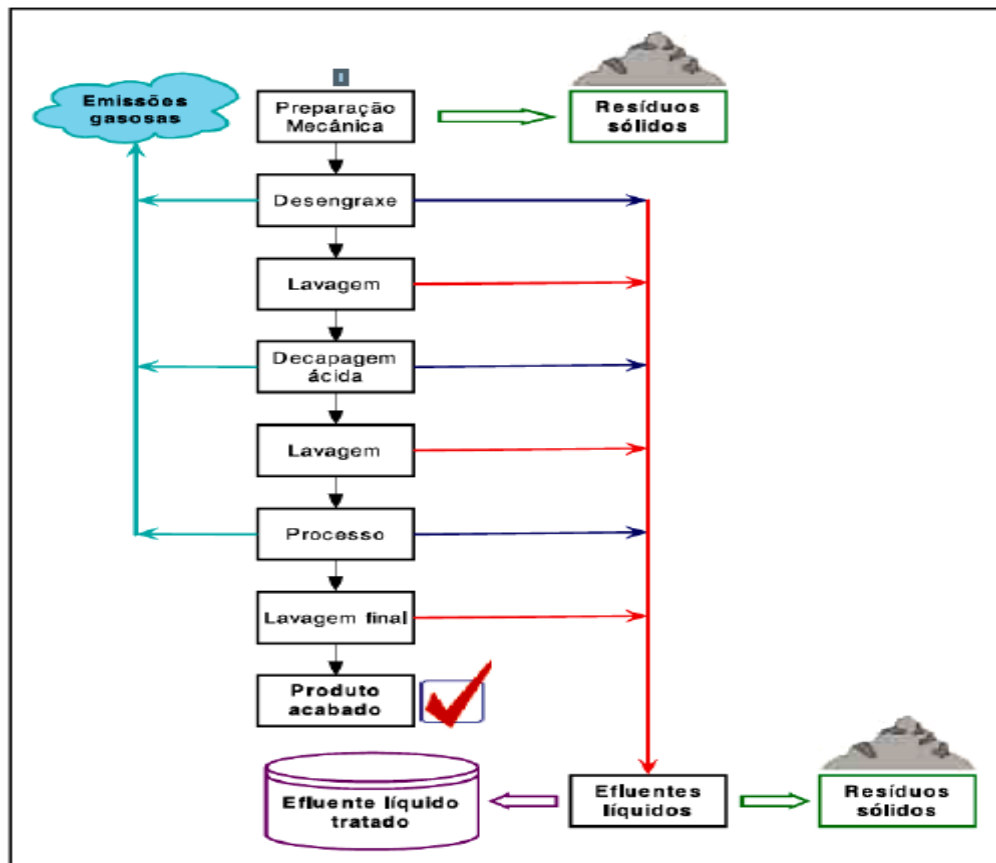 Emissões
gasosas
Preparação
Mecânica
Resíduos
sólidos
Desengraxe
Lavagem
Decapagem
ácida
Lavagem
Processo
Lavagem final
Produto
acabado
Efluente líquido
tratado
Efluentes
líquidos
Resíduos
sólidos